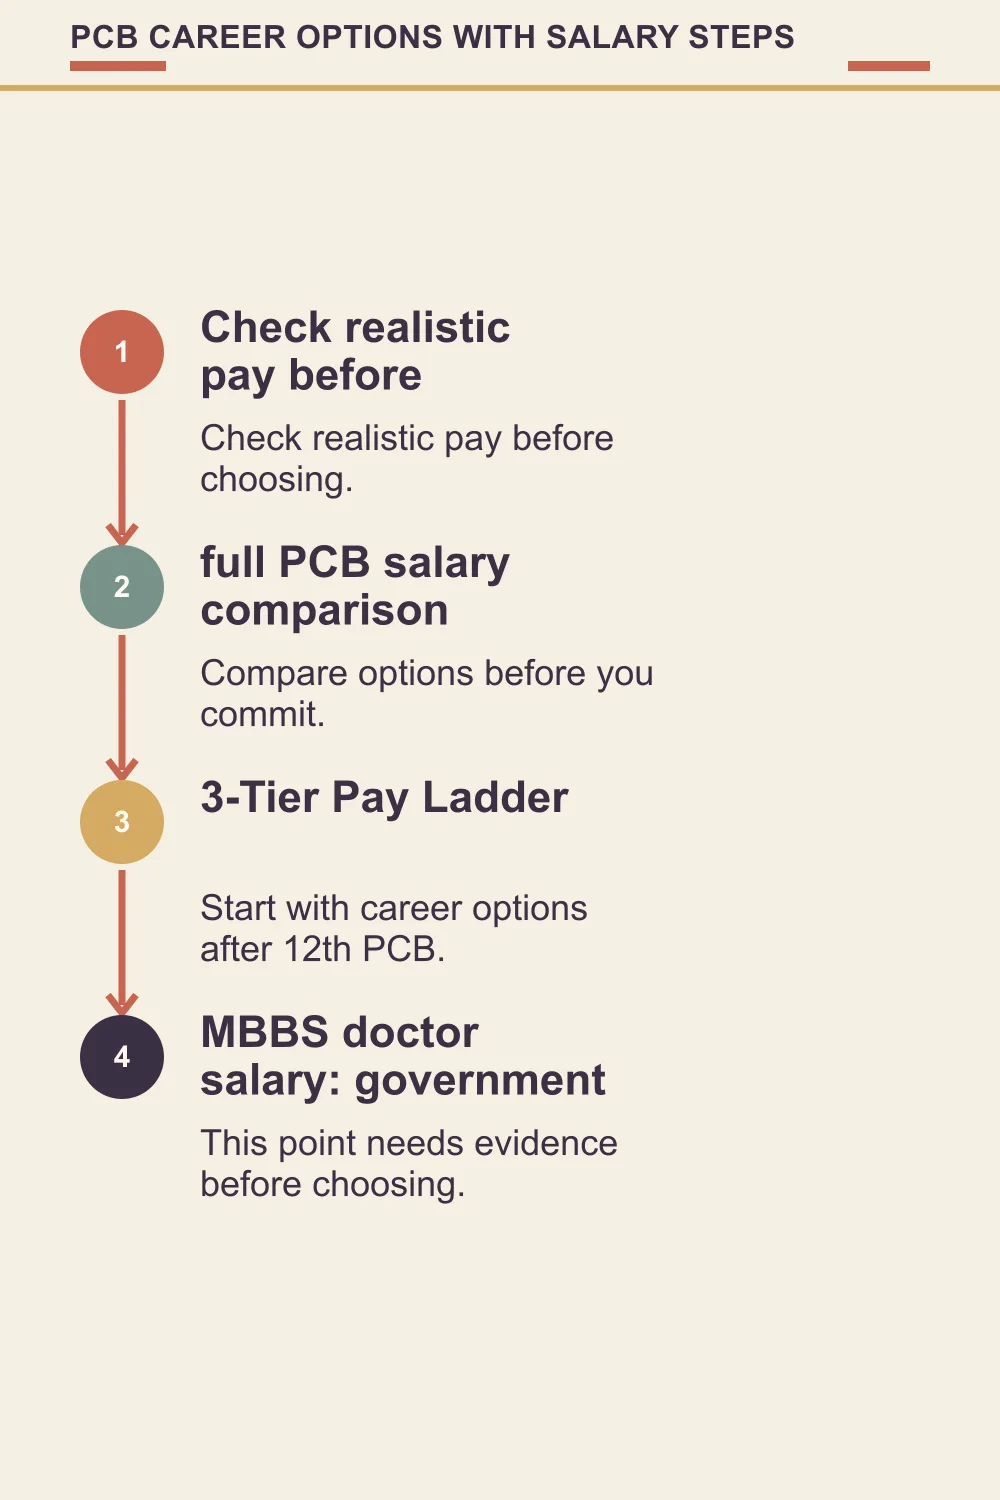 PCB CAREER OPTIONS WITH SALARY STEPS
1
Check realistic
pay before
Check realistic pay before
choosing.
2
full PCB salary
comparison
Compare options before you
commit.
3
3-Tier Pay Ladder
Start with career options
after 12th PCB.
4
MBBS doctor
salary: government
This point needs evidence
before choosing.